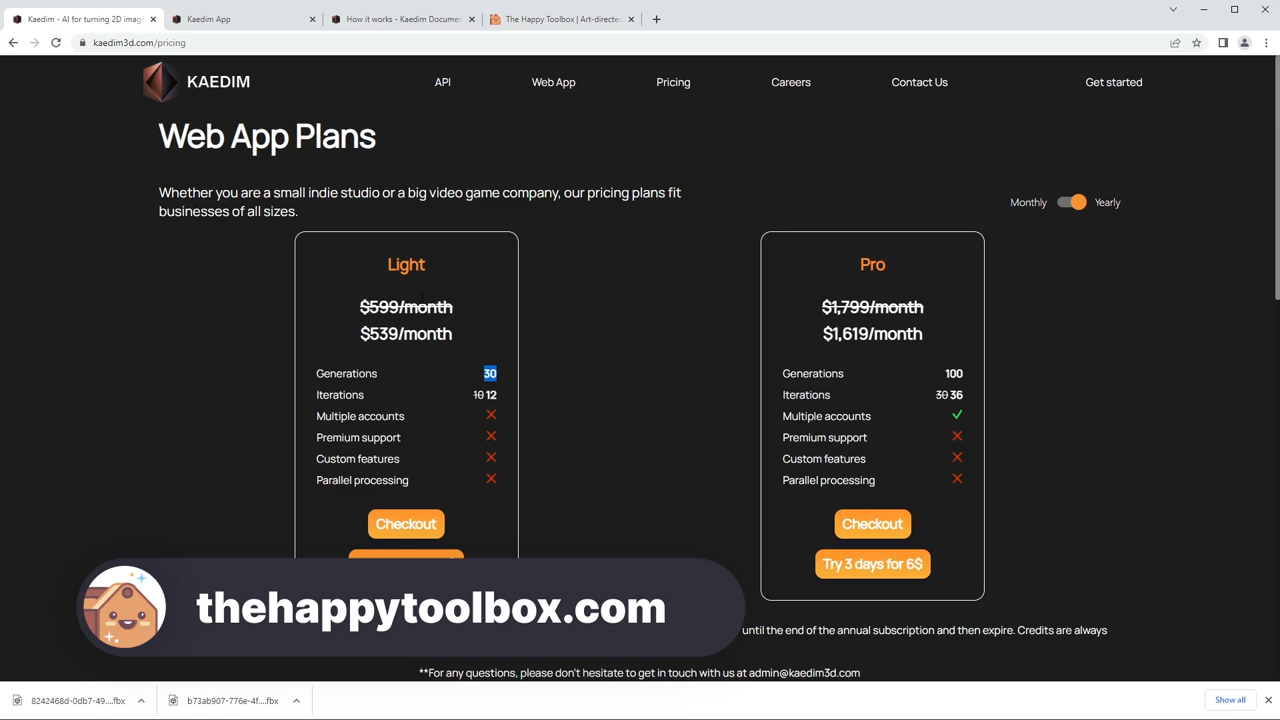 Kaedim - AI for turning 2D imag
Kaedim App
How it works - Kaedim Documen
The Happy Toolbox | Art-directed
kaedim3d.com/pricing
KAEDIM
API
Web App
Pricing
Careers
Contact Us
Get started
Web App Plans
Whether you are a small indie studio or a big video game company, our pricing plans fit
businesses of all sizes.
Monthly
Yearly
Light
$599/month
$539/month
Generations 30
Iterations 10 12
Multiple accounts
Premium support
Custom features
Parallel processing
Checkout
Pro
$1,799/month
$1,619/month
Generations 100
Iterations 30 36
Multiple accounts
Premium support
Custom features
Parallel processing
Checkout
Try 3 days for 6$
thehappytoolbox.com
until the end of the annual subscription and then expire. Credits are always
**For any questions, please don't hesitate to get in touch with us at admin@kaedim3d.com
8242468d-0db7-49....fbx
b73ab907-776e-4f....fbx
Show all